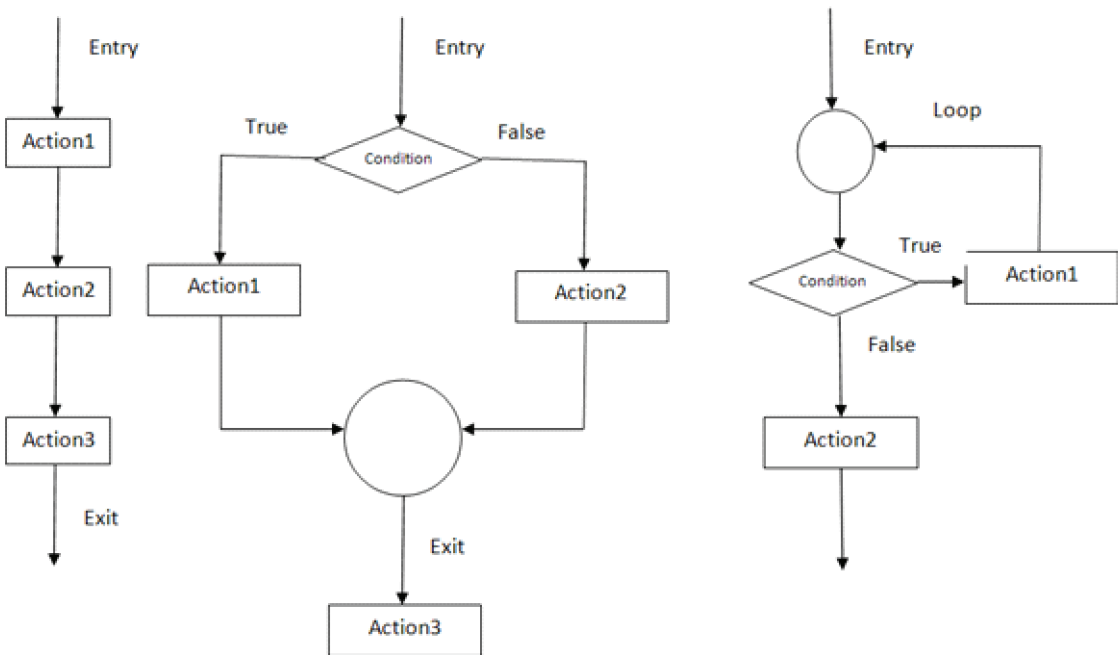 Entry
Action1
Action2
Action3
Exit
Entry
True
False
Condition
Action1
Action2
Exit
Action3
Entry
Loop
Condition
True
Action1
False
Action2